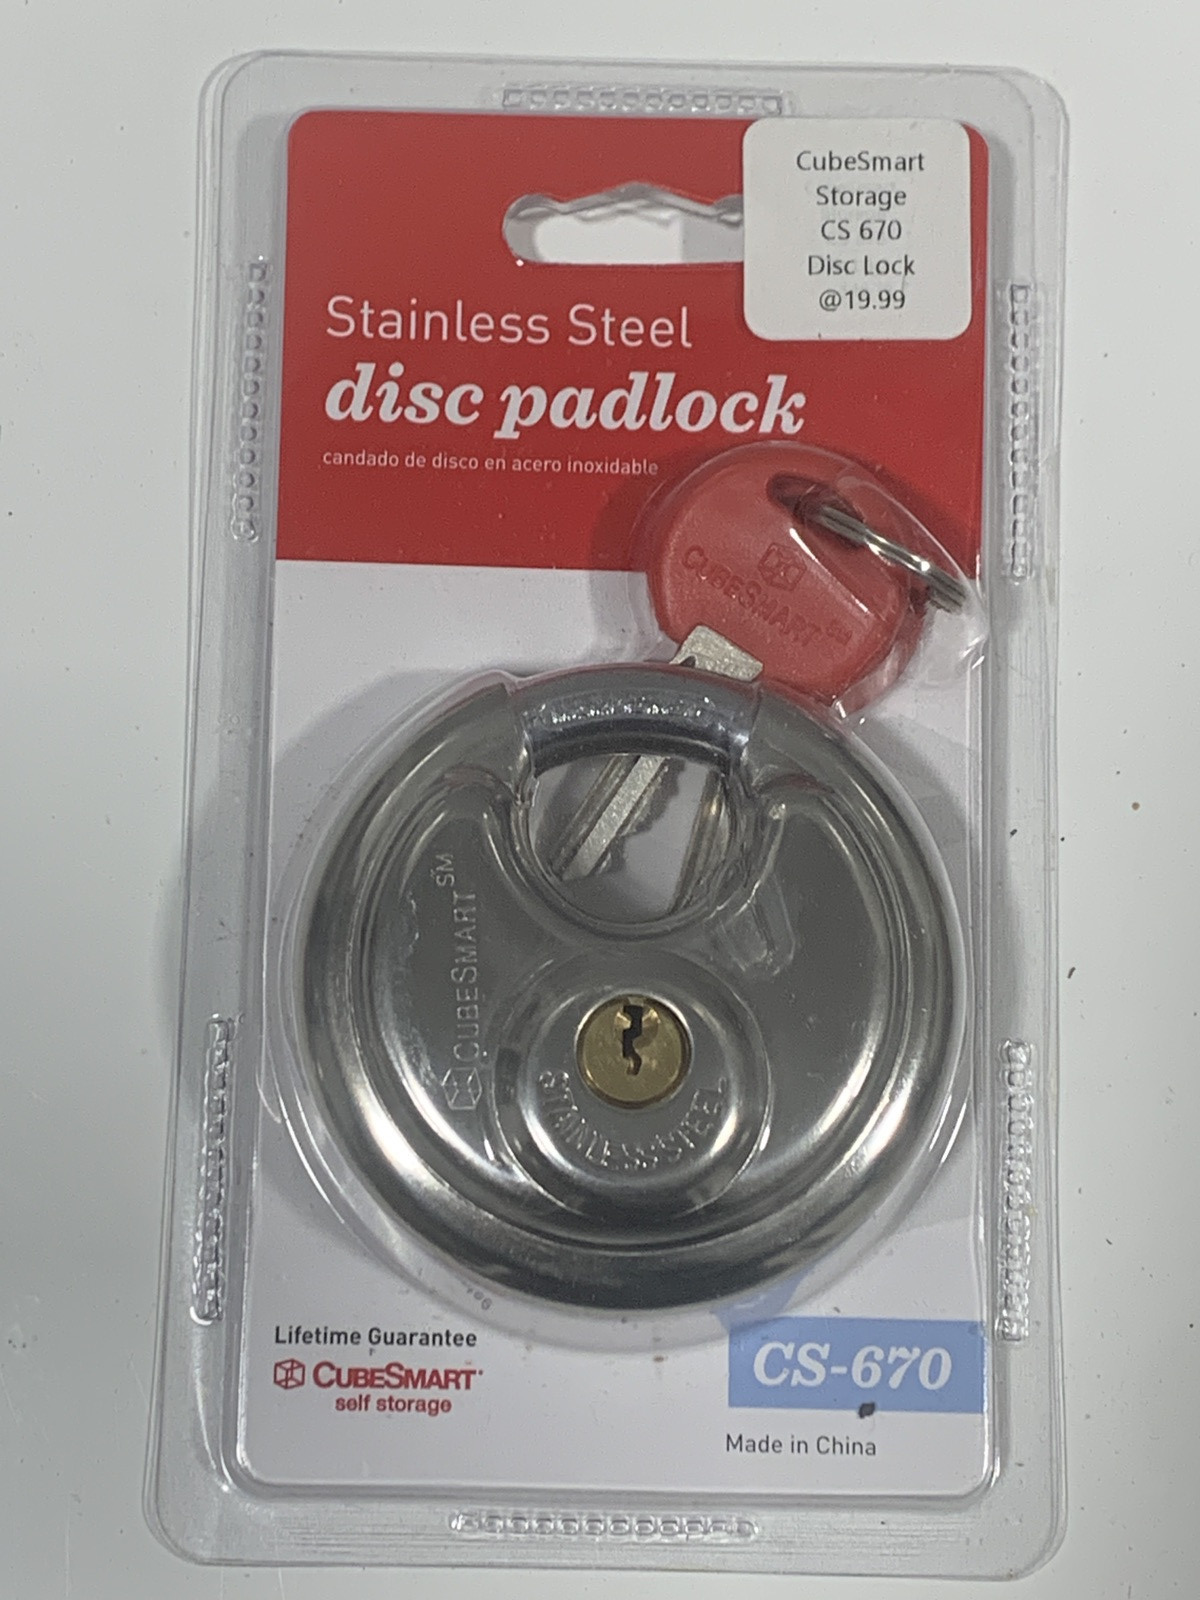 CubeSmart
Storage
CS 670
Disc Lock
@19.99
Stainless Steel
disc padlock
candado de disco en acero inoxidable
CUBESMART SM
CUBESMART SM
STAINLESS STEEL
Lifetime Guarantee
CUBESMART
self storage
CS-670
Made in China